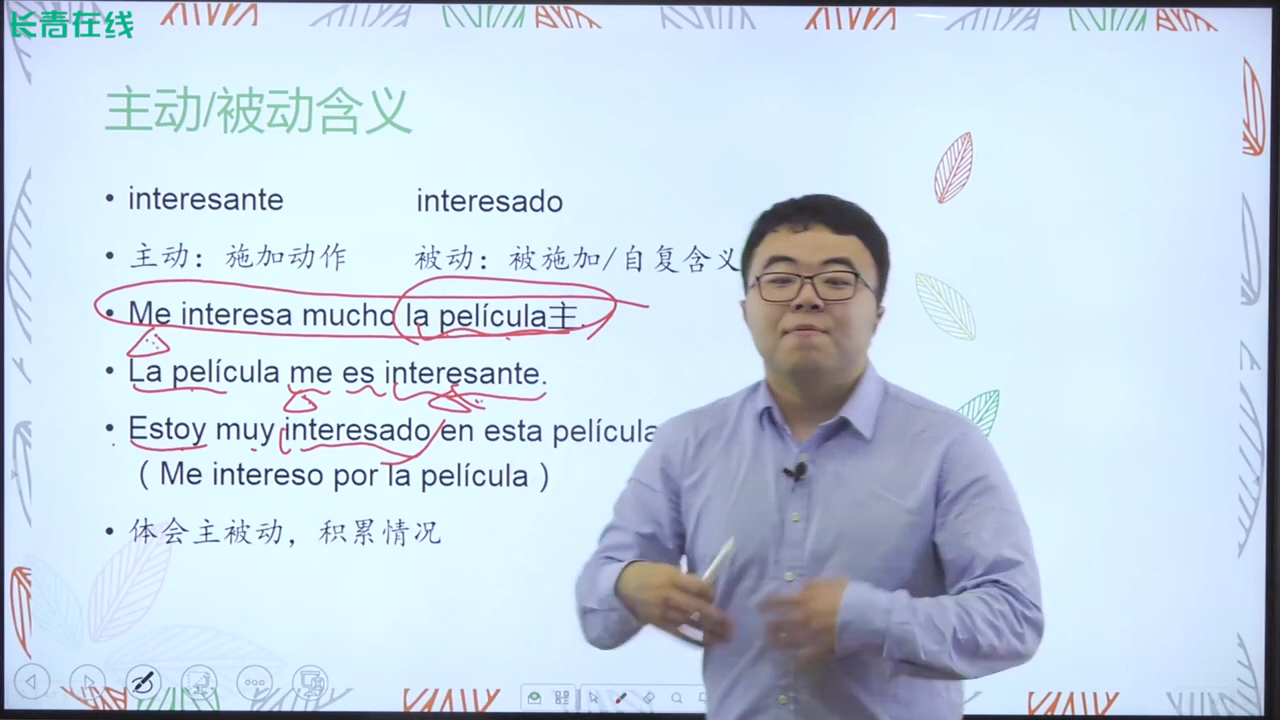 长青在线
主动/被动含义
• interesante interesado
• 主动：施加动作 被动：被施加/自复含义
• Me interesa mucho la película主.
• La película me es interesante.
• Estoy muy interesado en esta película
（Me intereso por la película）
• 体会主被动，积累情况